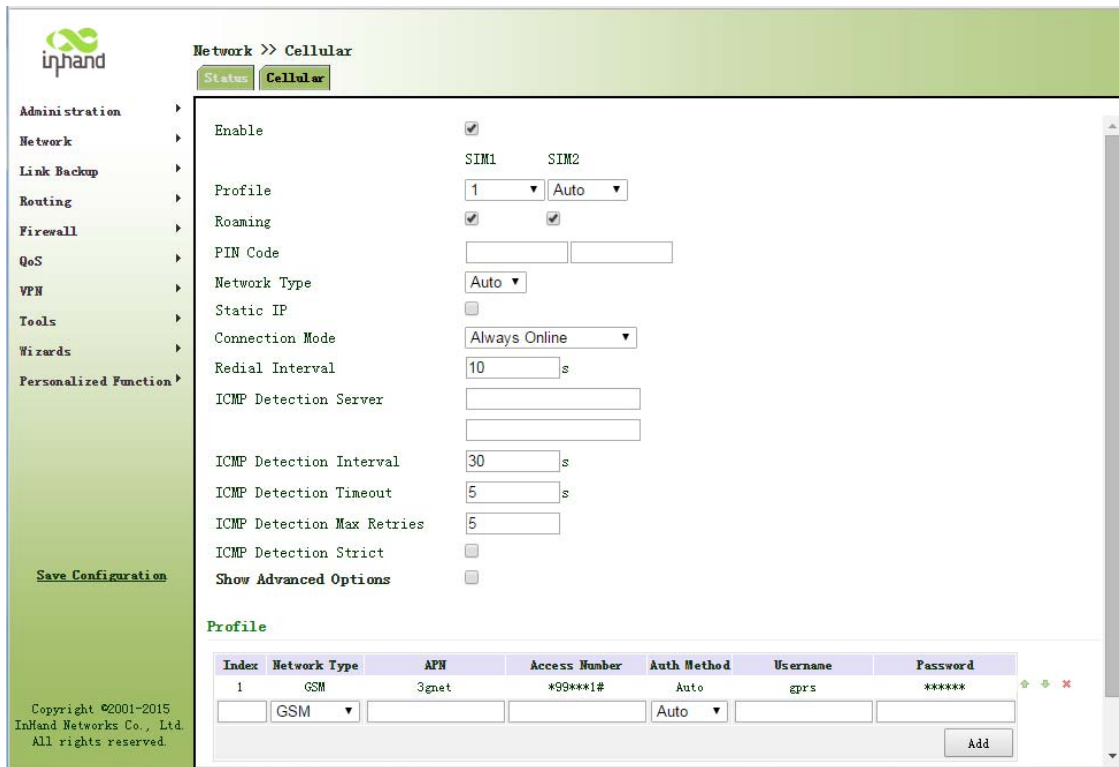 inhand
Network >> Cellular
Status Cellular
Administration
Network
Link Backup
Routing
Firewall
QoS
VPN
Tools
Wizards
Personalized Function
Save Configuration
Copyright ©2001-2015
InHand Networks Co., Ltd.
All rights reserved.
Enable
SIM1 SIM2
Profile 1 Auto
Roaming
PIN Code
Network Type Auto
Static IP
Connection Mode Always Online
Redial Interval 10 s
ICMP Detection Server
ICMP Detection Interval 30 s
ICMP Detection Timeout 5 s
ICMP Detection Max Retries 5
ICMP Detection Strict
Show Advanced Options
Profile
Index Network Type APN Access Number Auth Method Username Password
1 GSM 3gnet *99***1# Auto gprs ******
GSM Auto
Add